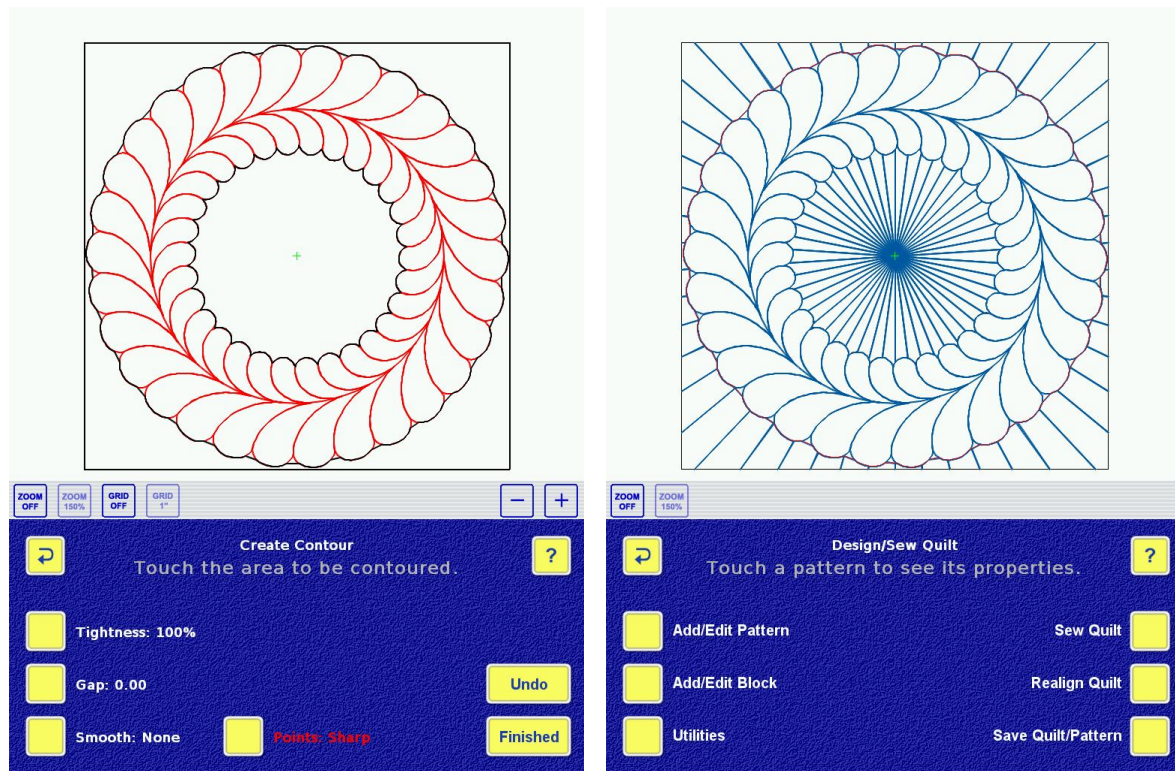 ZOOM
OFF
ZOOM
150%
GRID
OFF
GRID
1"
−
+
Create Contour
?
Touch the area to be contoured.
Tightness: 100%
Gap: 0.00
Undo
Smooth: None
Points: Sharp
Finished
ZOOM
OFF
ZOOM
150%
Design/Sew Quilt
?
Touch a pattern to see its properties.
Add/Edit Pattern
Sew Quilt
Add/Edit Block
Realign Quilt
Utilities
Save Quilt/Pattern